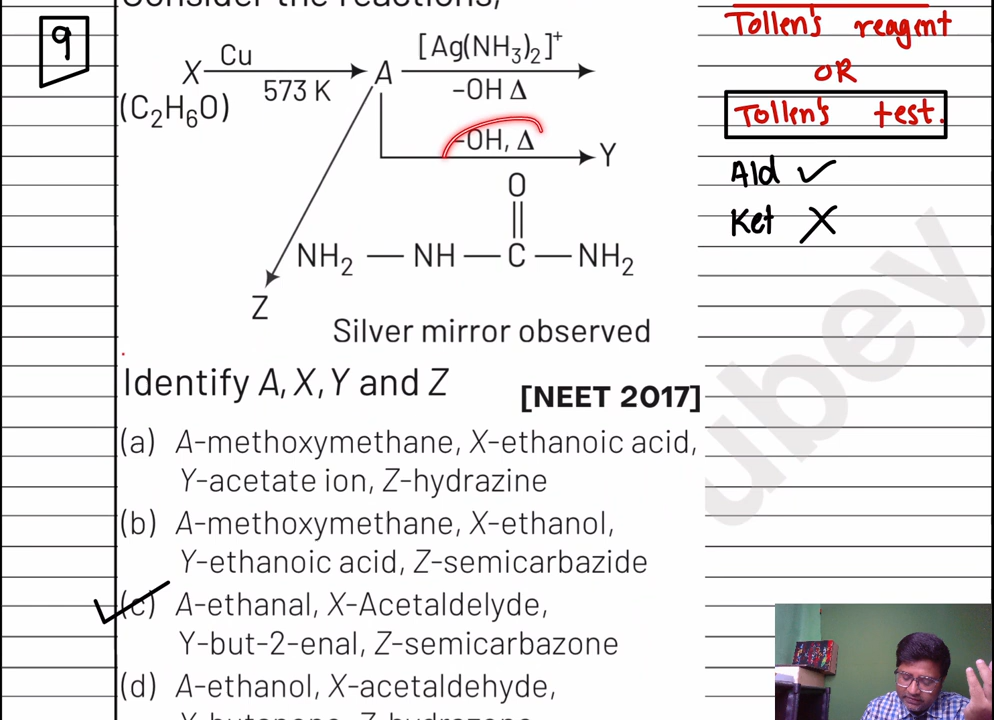 Consider the reactions,
9
X Cu 573 K A [Ag(NH3)2]+ –OH Δ
(C2H6O)
–OH, Δ Y
O
NH2 — NH — C — NH2
Z
Silver mirror observed
Identify A, X, Y and Z [NEET 2017]
(a) A-methoxymethane, X-ethanoic acid,
Y-acetate ion, Z-hydrazine
(b) A-methoxymethane, X-ethanol,
Y-ethanoic acid, Z-semicarbazide
(c) A-ethanal, X-Acetaldelyde,
Y-but-2-enal, Z-semicarbazone
(d) A-ethanol, X-acetaldehyde,
Tollen's reagent
OR
Tollen's test.
Ald ✓
Ket X
ubey